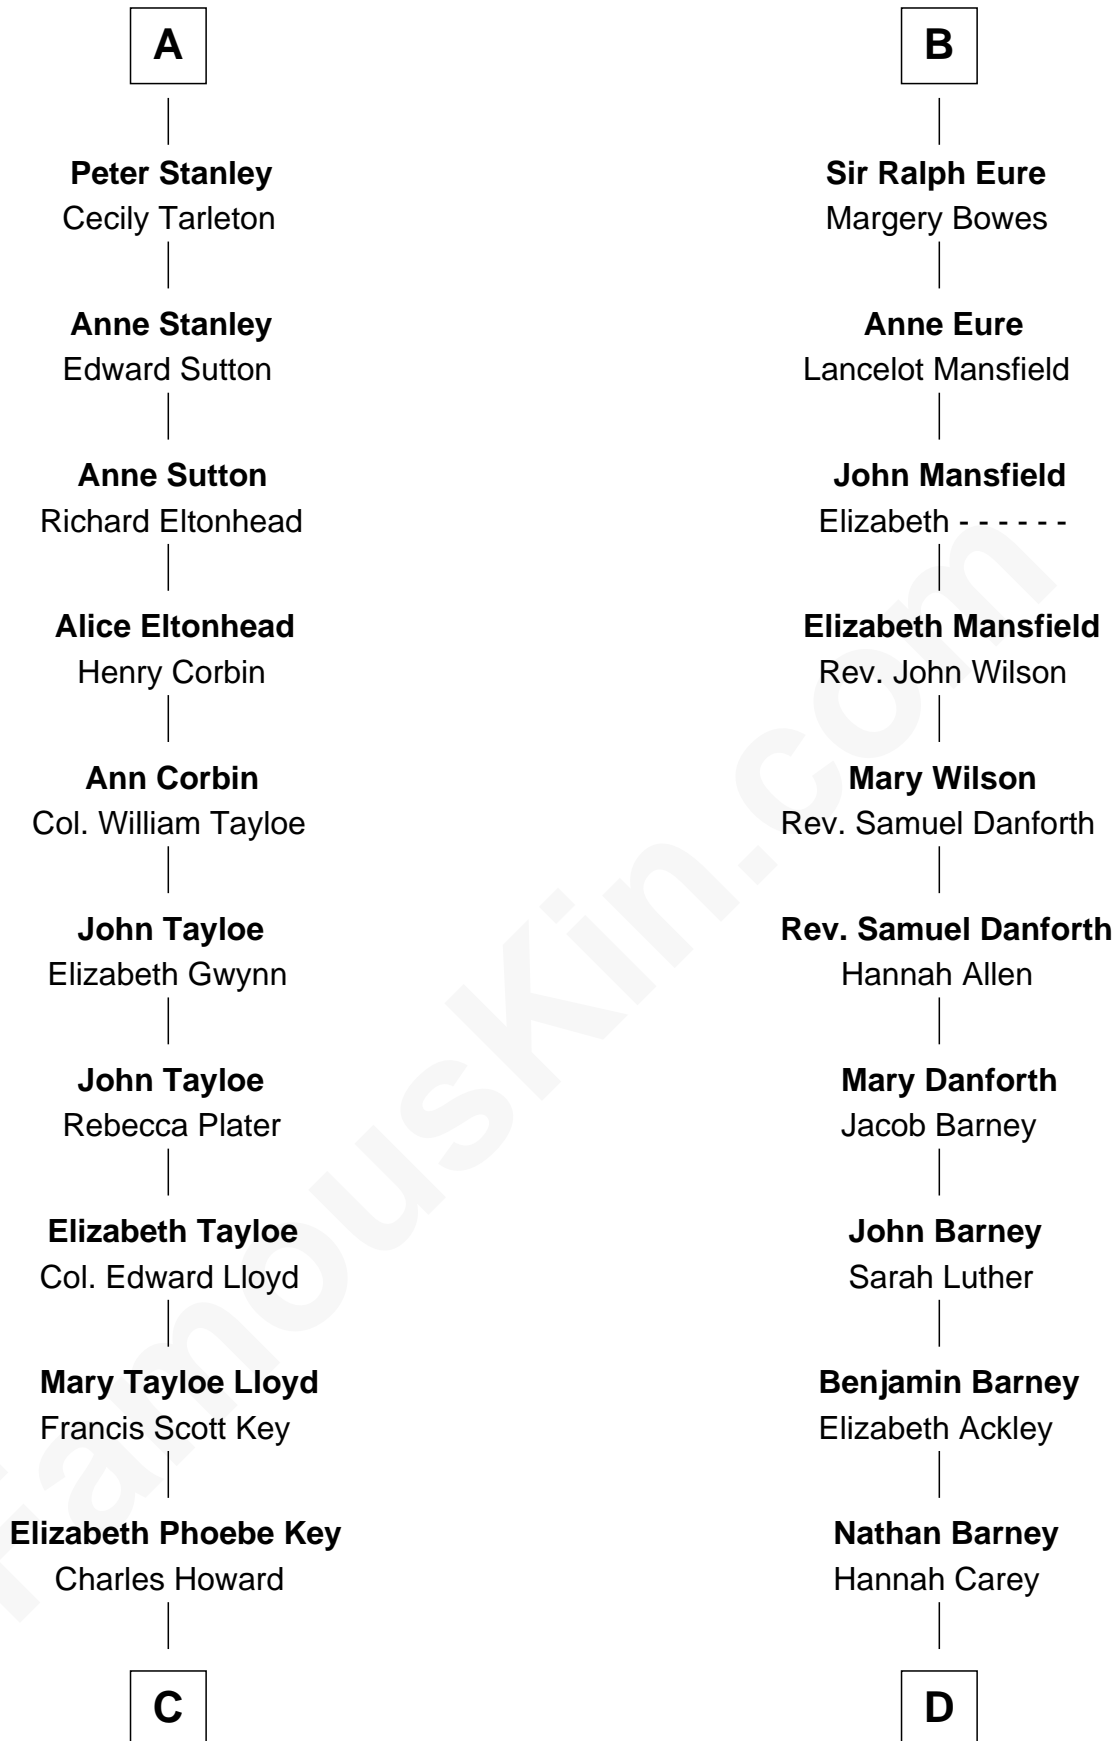 A
Peter Stanley
Cecily Tarleton
Anne Stanley
Edward Sutton
Anne Sutton
Richard Eltonhead
Alice Eltonhead
Henry Corbin
Ann Corbin
Col. William Tayloe
John Tayloe
Elizabeth Gwynn
John Tayloe
Rebecca Plater
Elizabeth Tayloe
Col. Edward Lloyd
Mary Tayloe Lloyd
Francis Scott Key
Elizabeth Phoebe Key
Charles Howard
C
B
Sir Ralph Eure
Margery Bowes
Anne Eure
Lancelot Mansfield
John Mansfield
Elizabeth - - - - - -
Elizabeth Mansfield
Rev. John Wilson
Mary Wilson
Rev. Samuel Danforth
Rev. Samuel Danforth
Hannah Allen
Mary Danforth
Jacob Barney
John Barney
Sarah Luther
Benjamin Barney
Elizabeth Ackley
Nathan Barney
Hannah Carey
D
FamousKin.com